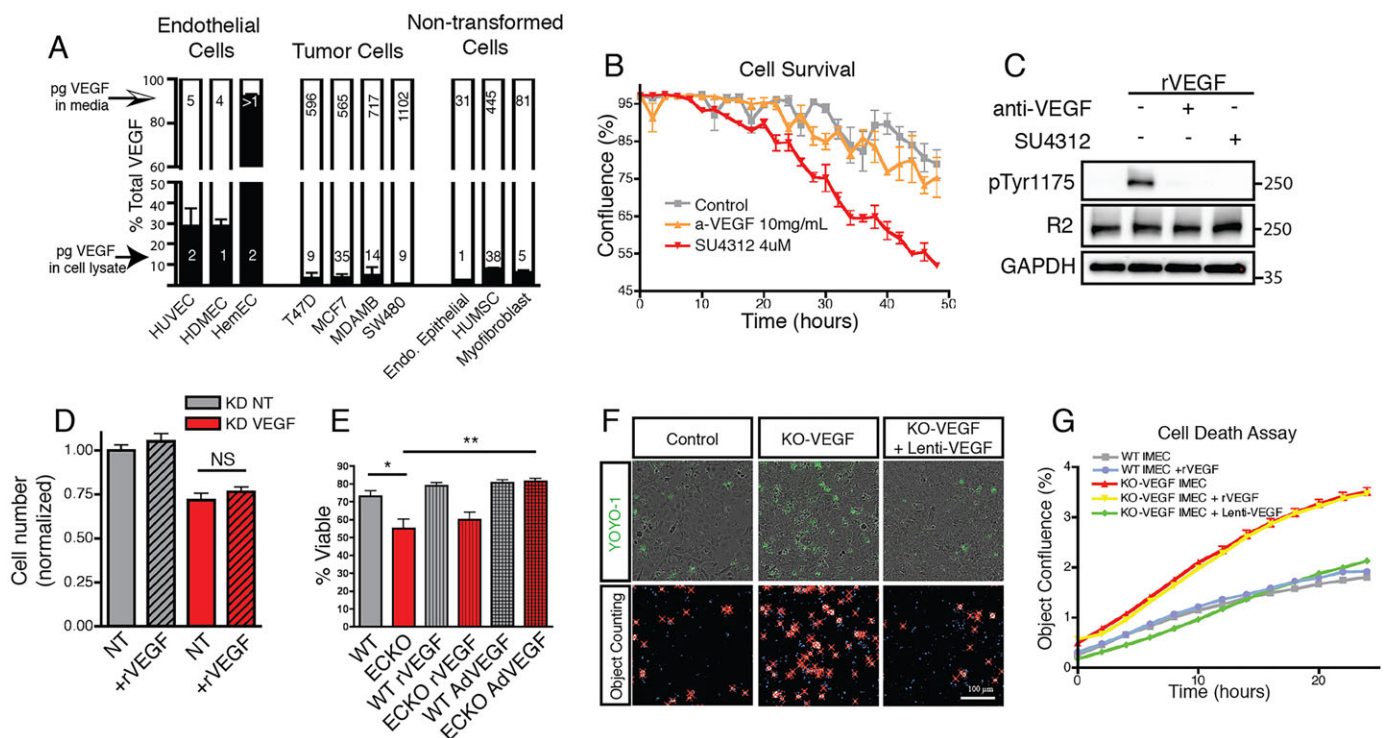 A
Endothelial
Cells
Tumor Cells
Non-transformed
Cells
pg VEGF
in media
pg VEGF
in cell lysate
% Total VEGF
100
80
60
50
40
30
20
10
5
4
>1
596
565
717
1102
31
445
81
2
1
2
9
35
14
9
1
38
5
HUVEC
HDMEC
HemEC
T47D
MCF7
MDAMB
SW480
Endo. Epithelial
HUMSC
Myofibroblast
B
Cell Survival
Confluence (%)
95
85
75
65
55
45
Control
a-VEGF 10mg/mL
SU4312 4uM
0 10 20 30 40 50
Time (hours)
C
rVEGF
anti-VEGF - + -
SU4312 - - +
pTyr1175 250
R2 250
GAPDH 35
D
KD NT
KD VEGF
Cell number
(normalized)
1.00
0.75
0.50
0.25
0.00
NS
NT
+rVEGF
NT
+rVEGF
E
% Viable
90
80
70
60
50
40
30
20
10
0
*
**
WT
ECKO
WT rVEGF
ECKO rVEGF
WT AdVEGF
ECKO AdVEGF
F
Control
KO-VEGF
KO-VEGF
+ Lenti-VEGF
YOYO-1
Object Counting
100 µm
G
Cell Death Assay
WT IMEC
WT IMEC +rVEGF
KO-VEGF IMEC
KO-VEGF IMEC + rVEGF
KO-VEGF IMEC + Lenti-VEGF
Object Confluence (%)
4
3
2
1
0
0 10 20
Time (hours)